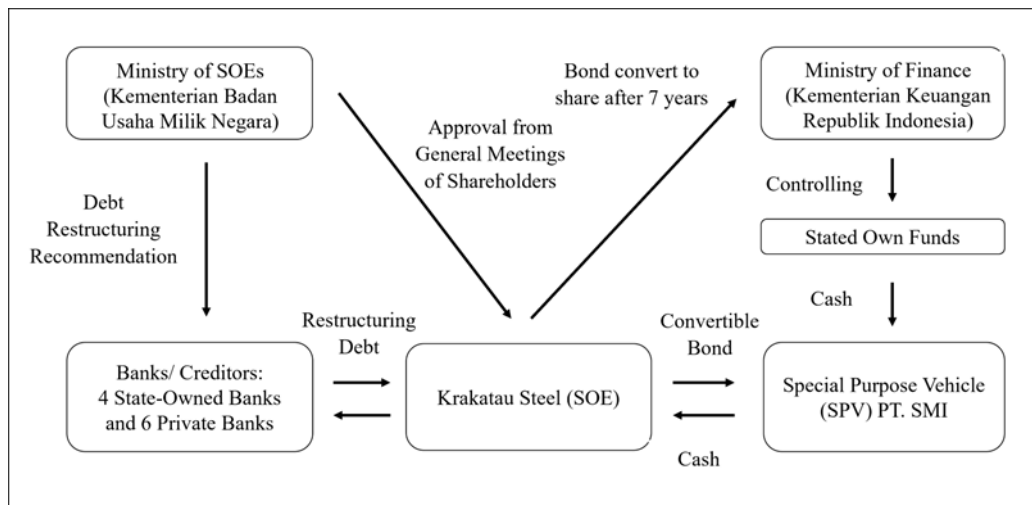 Ministry of SOEs
(Kementerian Badan
Usaha Milik Negara)
Bond convert to
share after 7 years
Ministry of Finance
(Kementerian Keuangan
Republik Indonesia)
Approval from
General Meetings
of Shareholders
Debt
Restructuring
Recommendation
Controlling
Stated Own Funds
Cash
Restructuring
Debt
Convertible
Bond
Banks/ Creditors:
4 State-Owned Banks
and 6 Private Banks
Krakatau Steel (SOE)
Special Purpose Vehicle
(SPV) PT. SMI
Cash